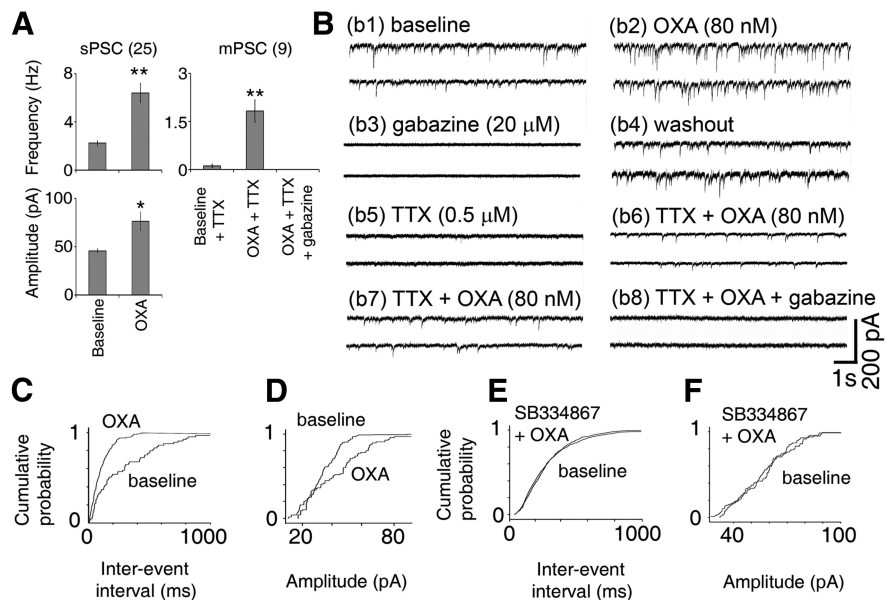 A
sPSC (25)
mPSC (9)
Frequency (Hz)
8
4
0
**
3
1.5
0
**
Baseline
+ TTX
OXA + TTX
OXA + TTX
+ gabazine
Amplitude (pA)
100
50
0
*
Baseline
OXA
B
(b1) baseline
(b2) OXA (80 nM)
(b3) gabazine (20 μM)
(b4) washout
(b5) TTX (0.5 μM)
(b6) TTX + OXA (80 nM)
(b7) TTX + OXA (80 nM)
(b8) TTX + OXA + gabazine
1s
200 pA
C
Cumulative
probability
1
0
OXA
baseline
0
1000
Inter-event
interval (ms)
D
1
0
baseline
OXA
20
80
Amplitude (pA)
E
Cumulative
probability
1
0
SB334867
+ OXA
baseline
0
1000
Inter-event
interval (ms)
F
1
0
SB334867
+ OXA
baseline
40
100
Amplitude (pA)